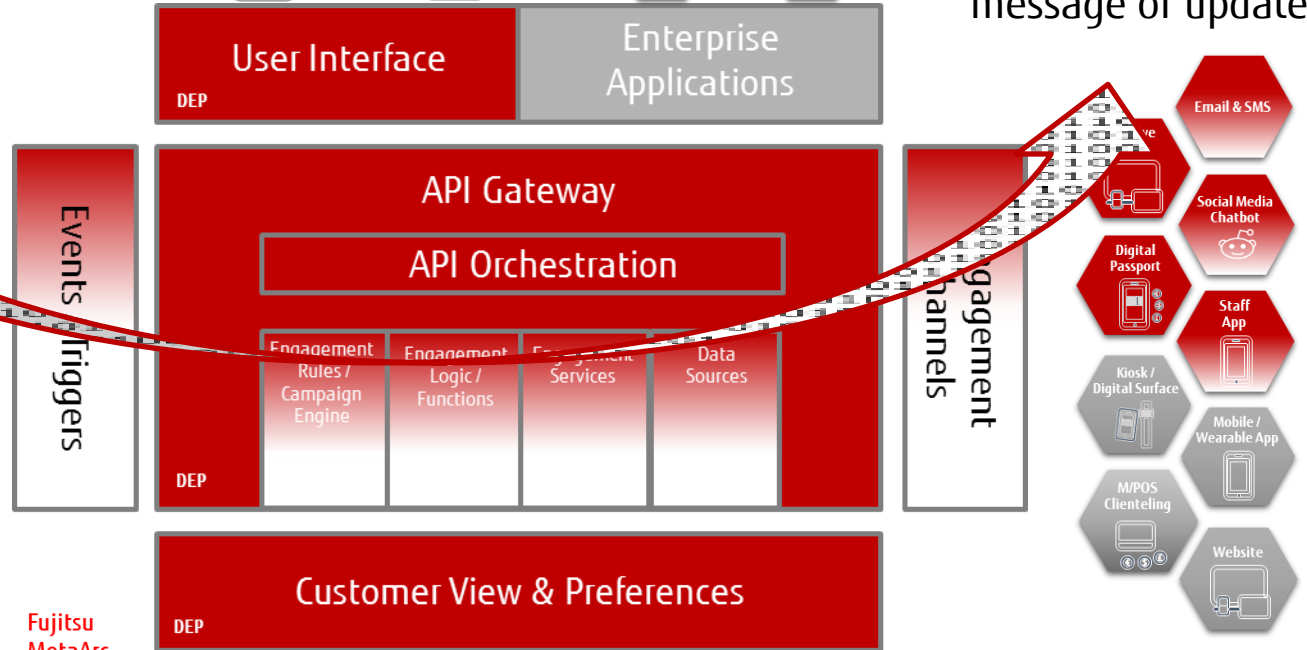 message or update
User Interface
DEP
Enterprise
Applications
Events
Triggers
API Gateway
API Orchestration
Engagement
Rules /
Campaign
Engine
Engagement
Logic /
Functions
Services
Data
Sources
DEP
Customer View & Preferences
DEP
Fujitsu
Email & SMS
Social Media
Chatbot
Digital
Passport
Staff
App
Kiosk /
Digital Surface
Mobile /
Wearable App
M/POS
Clienteling
Website